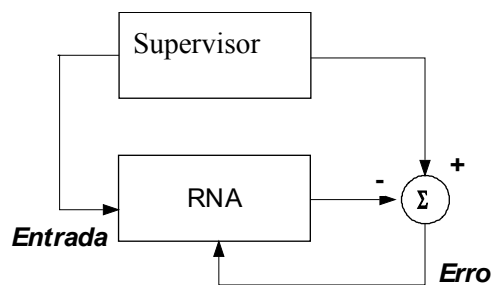 Supervisor
+
-
RNA
Σ
Entrada
Erro